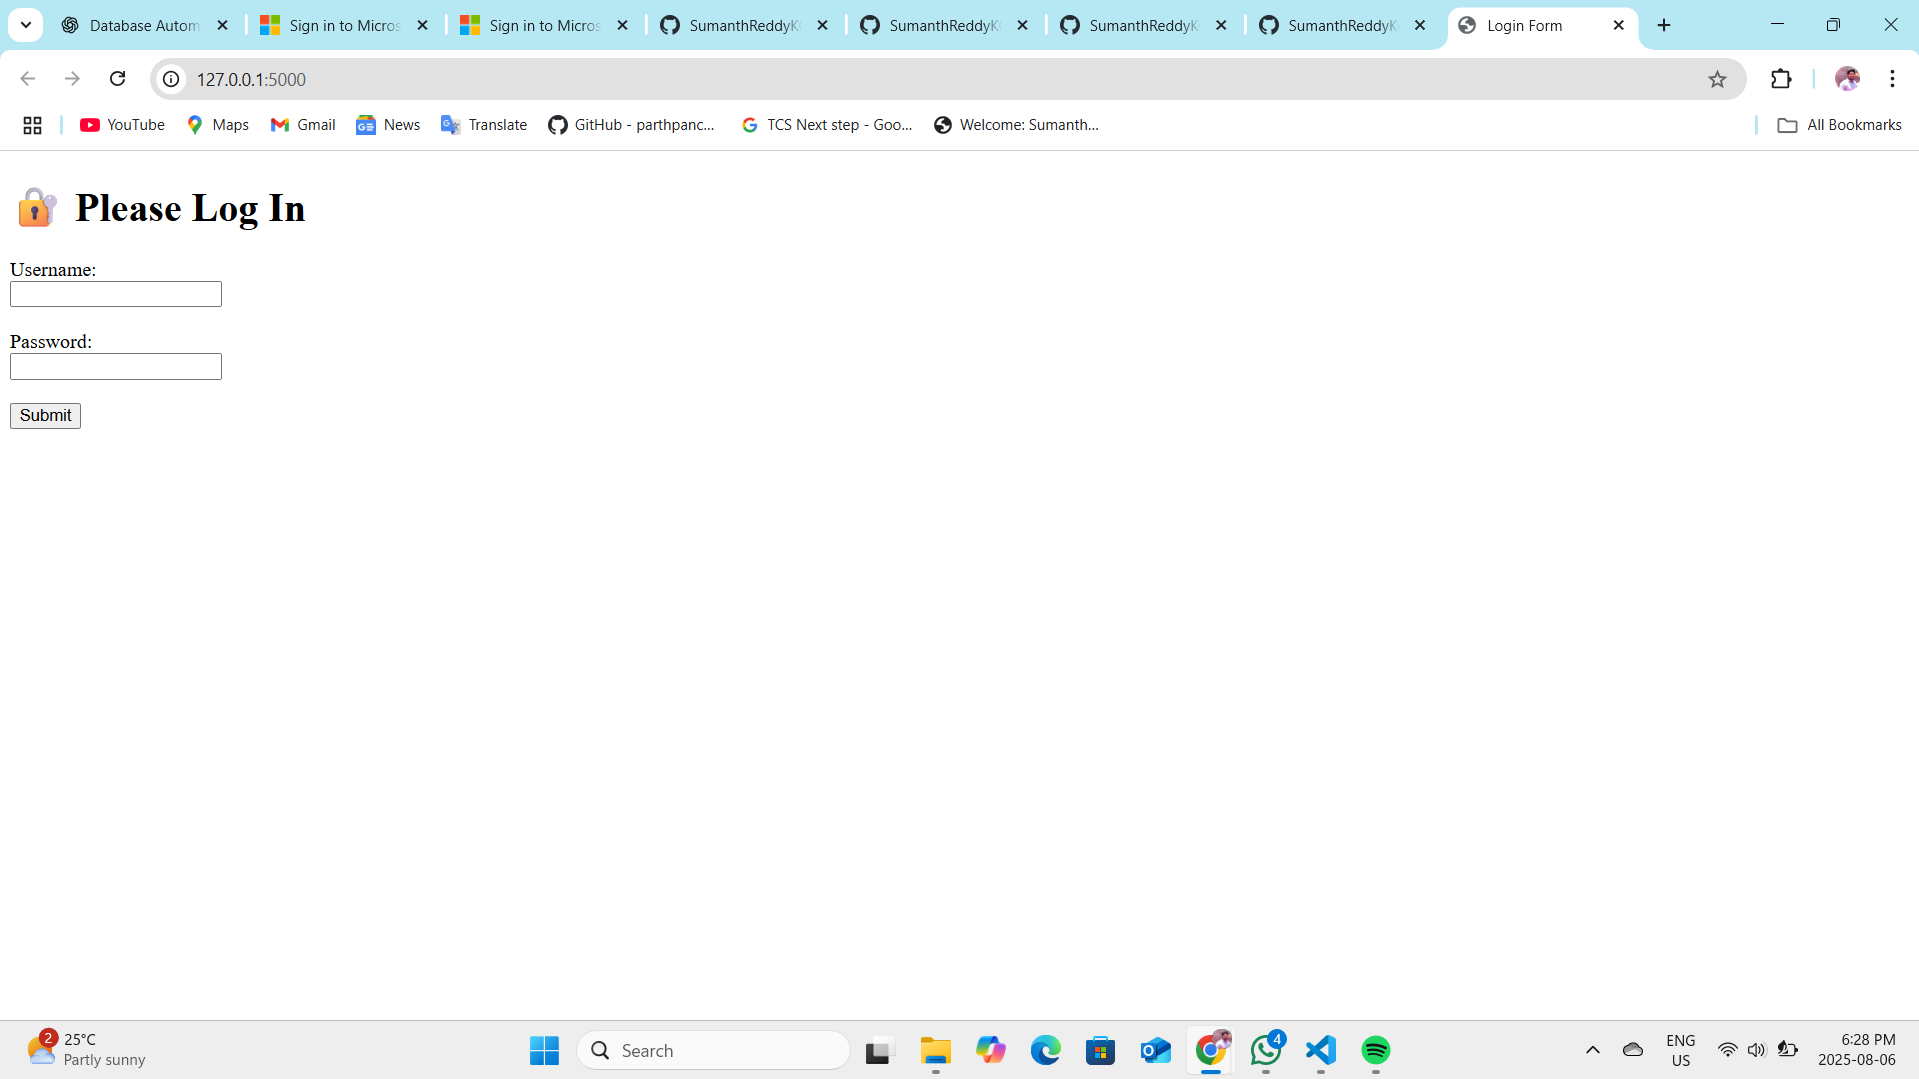 Database Autom
Sign in to Micros
Sign in to Micros
SumanthReddyK
SumanthReddyK
SumanthReddyK
SumanthReddyK
Login Form
127.0.0.1:5000
YouTube
Maps
Gmail
News
Translate
GitHub - parthpanc...
TCS Next step - Goo...
Welcome: Sumanth...
All Bookmarks
Please Log In
Username:
Password:
Submit
2
25°C
Partly sunny
Search
4
ENG
US
6:28 PM
2025-08-06